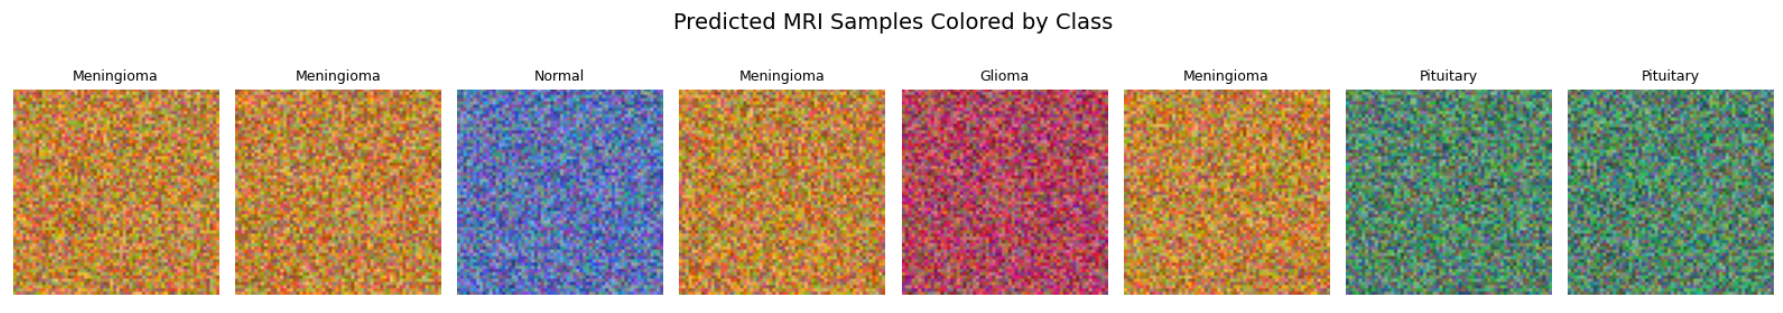 Predicted MRI Samples Colored by Class
Meningioma
Meningioma
Normal
Meningioma
Glioma
Meningioma
Pituitary
Pituitary